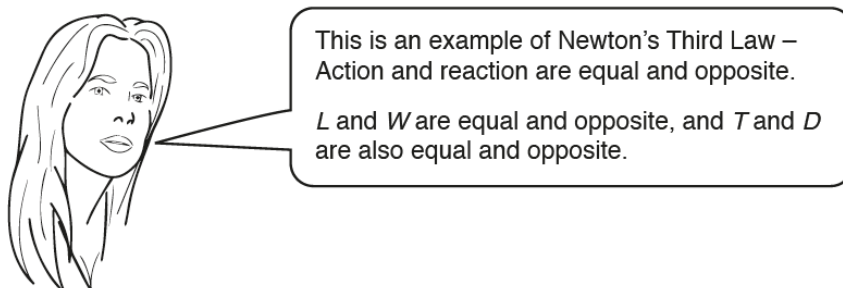 This is an example of Newton’s Third Law –
Action and reaction are equal and opposite.
L and W are equal and opposite, and T and D
are also equal and opposite.